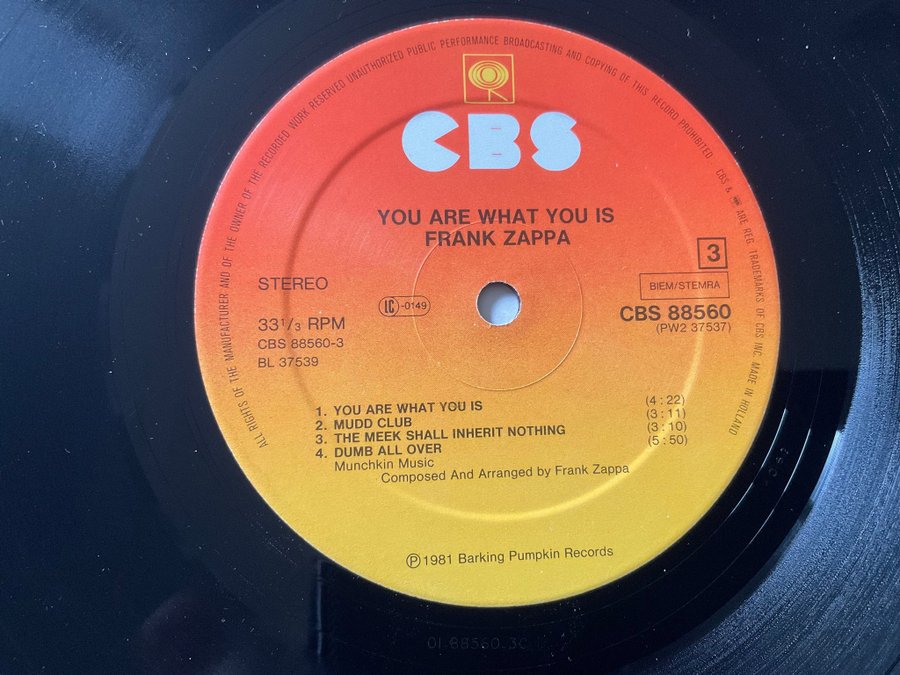 ALL RIGHTS OF THE MANUFACTURER AND OF THE OWNER OF THE RECORDED WORK RESERVED UNAUTHORIZED PUBLIC PERFORMANCE BROADCASTING AND COPYING OF THIS RECORD PROHIBITED. CBS & ARE REG. TRADEMARKS OF CBS INC. MADE IN HOLLAND
CBS
YOU ARE WHAT YOU IS
FRANK ZAPPA
3
STEREO
IC -0149
BIEM/STEMRA
33 1/3 RPM
CBS 88560
CBS 88560-3
(PW2 37537)
BL 37539
1. YOU ARE WHAT YOU IS (4 : 22)
2. MUDD CLUB (3 : 11)
3. THE MEEK SHALL INHERIT NOTHING (3 : 10)
4. DUMB ALL OVER (5 : 50)
Munchkin Music
Composed And Arranged by Frank Zappa
Ⓟ 1981 Barking Pumpkin Records
01-88560-3C